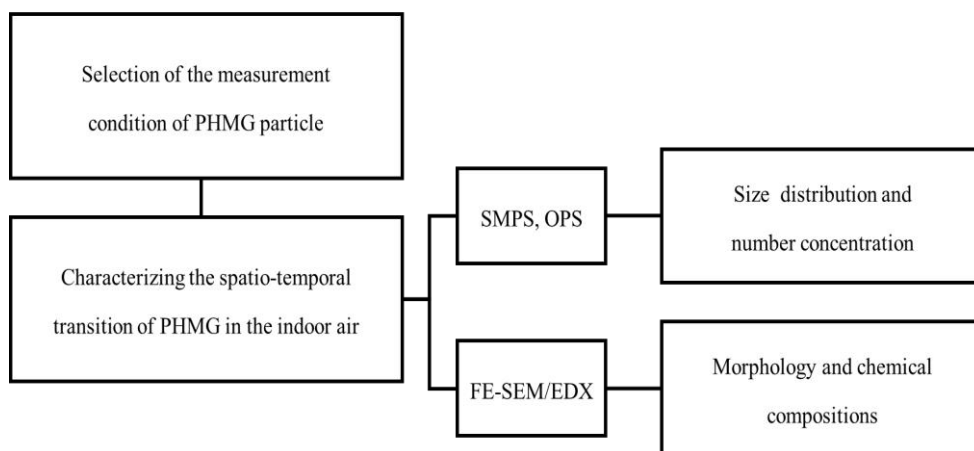 Selection of the measurement
condition of PHMG particle
Characterizing the spatio-temporal
transition of PHMG in the indoor air
SMPS, OPS
Size distribution and
number concentration
FE-SEM/EDX
Morphology and chemical
compositions